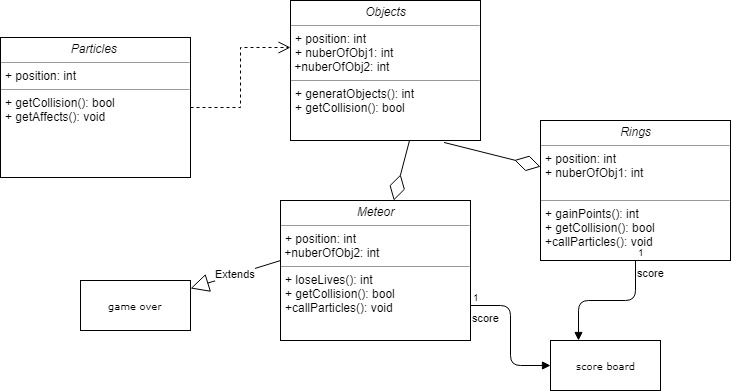 Objects
+ position: int
+ nuberOfObj1: int
+nuberOfObj2: int
+ generatObjects(): int
+ getCollision(): bool
Particles
+ position: int
+ getCollision(): bool
+ getAffects(): void
Rings
+ position: int
+ nuberOfObj1: int
+ gainPoints(): int
+ getCollision(): bool
+callParticles(): void
1
score
Meteor
+ position: int
+nuberOfObj2: int
+ loseLives(): int
+ getCollision(): bool
+callParticles(): void
Extends
game over
1
score
score board